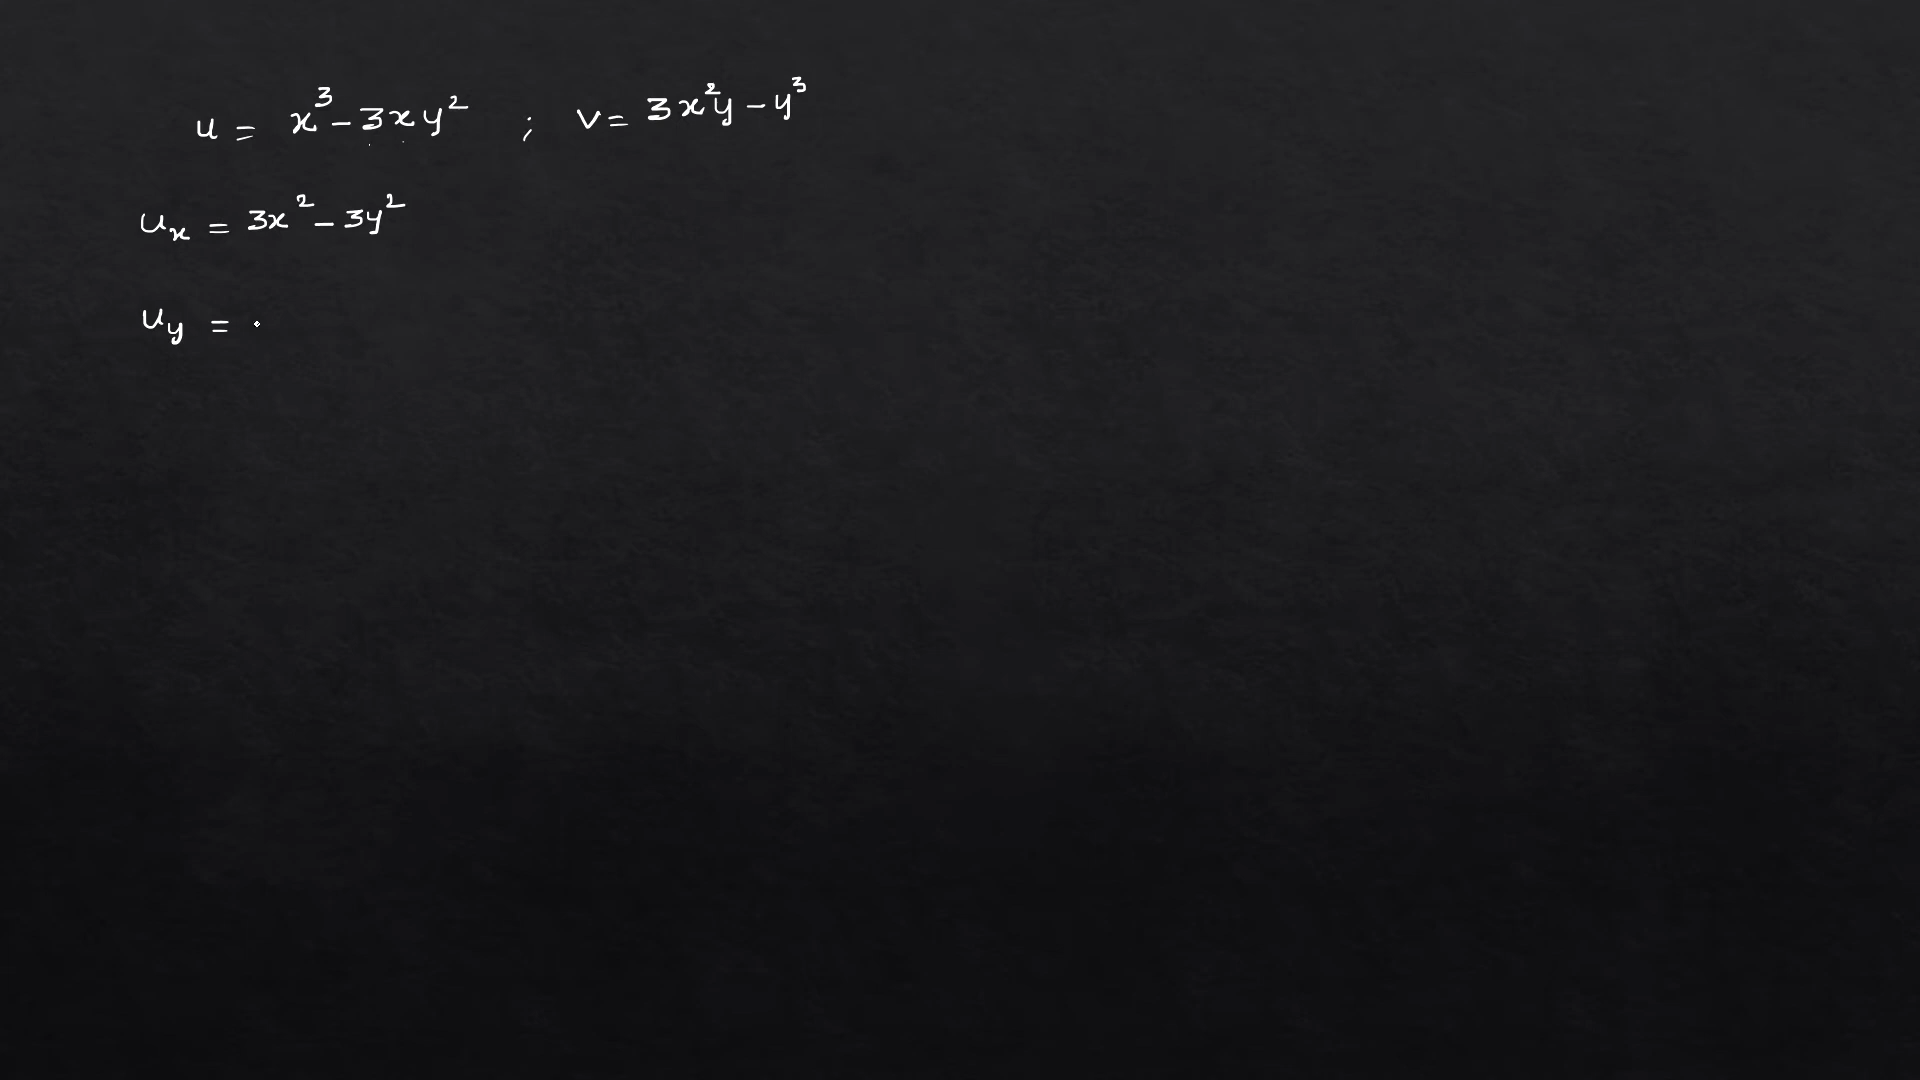 u = x³ - 3xy² ; v = 3x²y - y³
uₓ = 3x² - 3y²
u_y = .